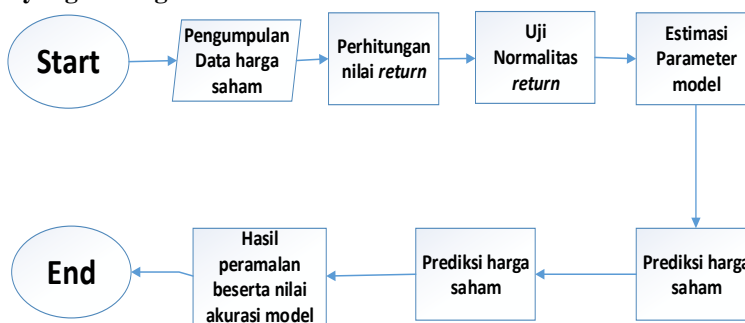 Start
Pengumpulan
Data harga
saham
Perhitungan
nilai return
Uji
Normalitas
return
Estimasi
Parameter
model
Prediksi harga
saham
Prediksi harga
saham
Hasil
peramalan
beserta nilai
akurasi model
End